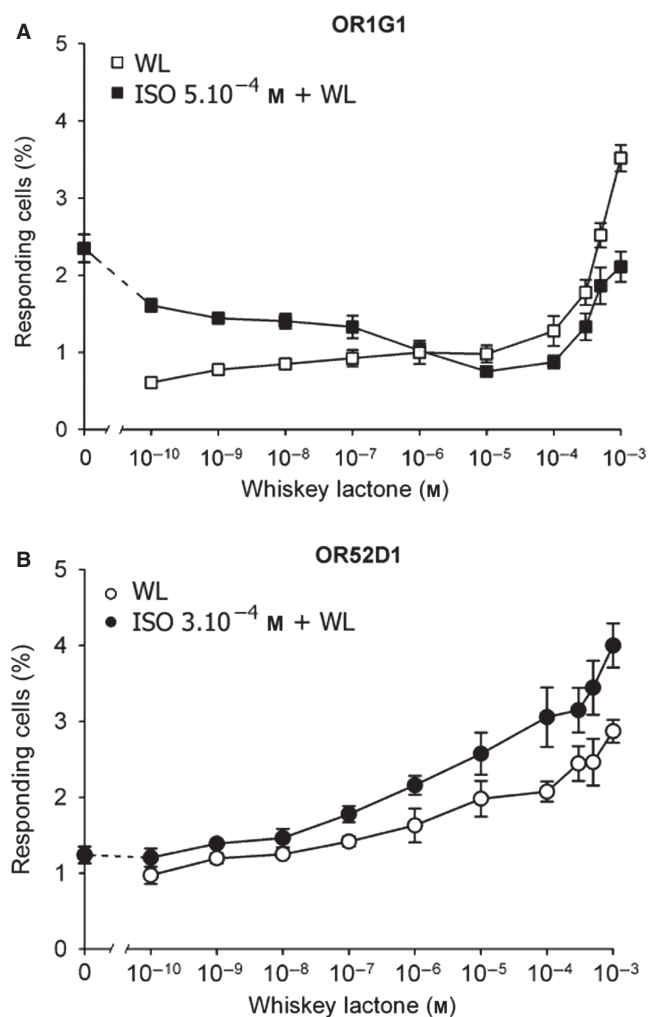 A
OR1G1
WL
ISO 5.10⁻⁴ M + WL
5
4
3
2
1
0
Responding cells (%)
0 10⁻¹⁰ 10⁻⁹ 10⁻⁸ 10⁻⁷ 10⁻⁶ 10⁻⁵ 10⁻⁴ 10⁻³
Whiskey lactone (M)
B
OR52D1
WL
ISO 3.10⁻⁴ M + WL
5
4
3
2
1
0
Responding cells (%)
0 10⁻¹⁰ 10⁻⁹ 10⁻⁸ 10⁻⁷ 10⁻⁶ 10⁻⁵ 10⁻⁴ 10⁻³
Whiskey lactone (M)